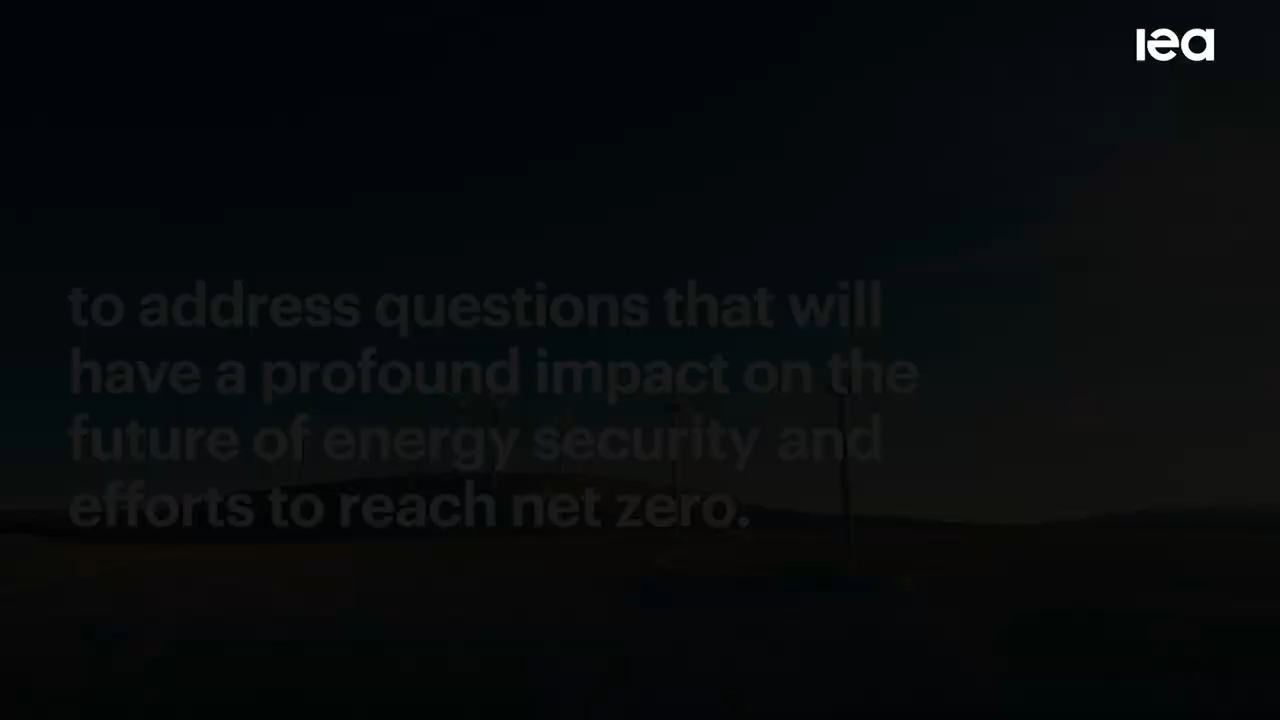 iea
to address questions that will
have a profound impact on the
future of energy security and
efforts to reach net zero.